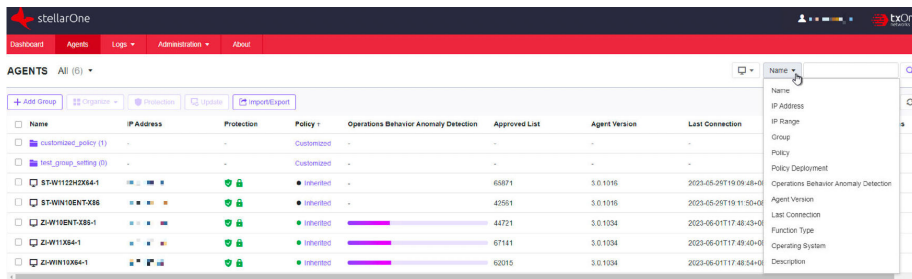 stellarOne
txOn
networks
Dashboard Agents Logs Administration About
AGENTS All (6)
Name
+ Add Group Organize Protection Update Import/Export
Name IP Address Protection Policy ↑ Operations Behavior Anomaly Detection Approved List Agent Version Last Connection
customized_policy (1) - - Customized - - - -
test_group_setting (0) - - Customized - - - -
ST-W1122H2X64-1 Inherited - 65871 3.0.1016 2023-05-29T19:09:48+0
ST-WIN10ENT-X86 Inherited - 42561 3.0.1016 2023-05-29T19:11:50+0
ZI-W10ENT-X86-1 Inherited 44721 3.0.1034 2023-06-01T17:48:43+0
ZI-W11X64-1 Inherited 67141 3.0.1034 2023-06-01T17:49:40+0
ZI-WIN10X64-1 Inherited 62015 3.0.1034 2023-06-01T17:48:54+0
Name
IP Address
IP Range
Group
Policy
Policy Deployment
Operations Behavior Anomaly Detection
Agent Version
Last Connection
Function Type
Operating System
Description